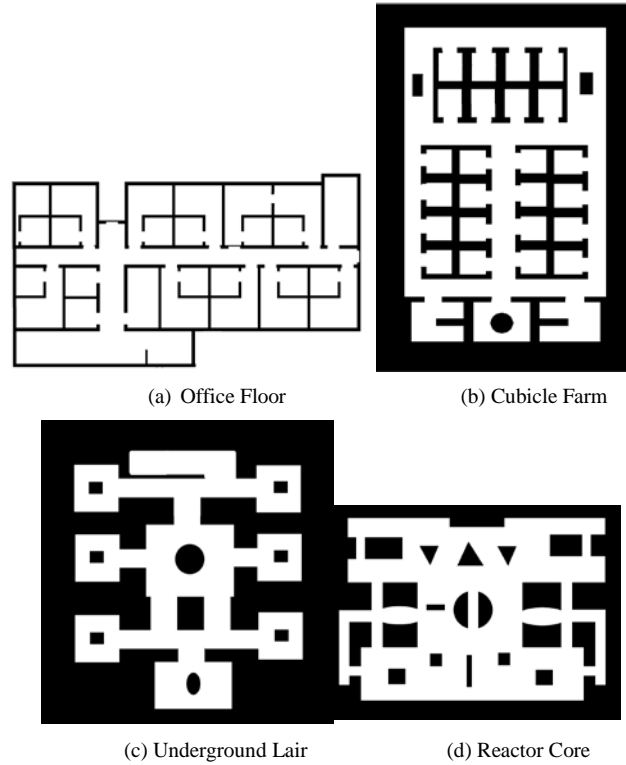 (a) Office Floor
(b) Cubicle Farm
(c) Underground Lair
(d) Reactor Core